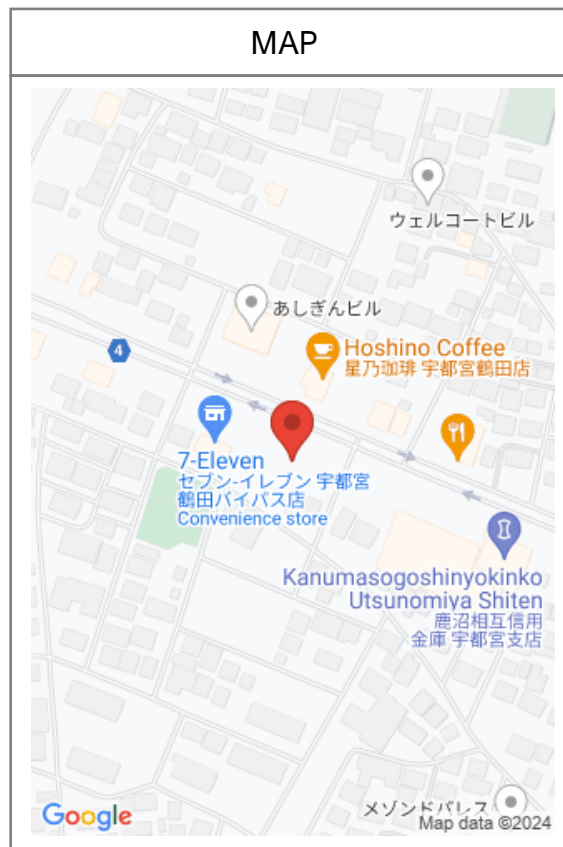 MAP
ウェルコートビル
あしぎんビル
4
Hoshino Coffee
星乃珈琲 宇都宮鶴田店
7-Eleven
セブン-イレブン 宇都宮
鶴田バイパス店
Convenience store
Kanumasogoshinyokinko
Utsunomiya Shiten
鹿沼相互信用
金庫 宇都宮支店
メゾンドパレス
Google
Map data ©2024